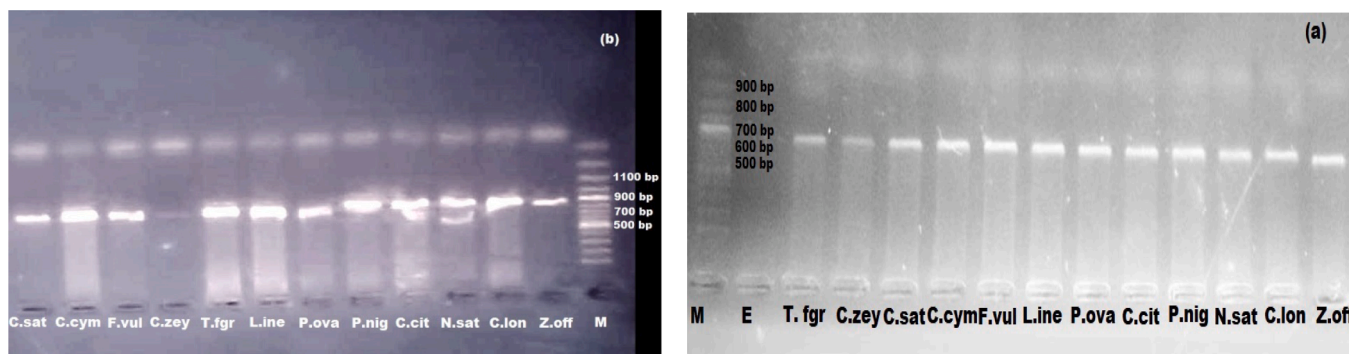 (b)
1100 bp
900 bp
700 bp
500 bp
C.sat C.cym F.vul C.zey T.fgr L.ine P.ova P.nig C.cit N.sat C.lon Z.off M
(a)
900 bp
800 bp
700 bp
600 bp
500 bp
M E T. fgr C.zey C.sat C.cym F.vul L.ine P.ova C.cit P.nig N.sat C.lon Z.off